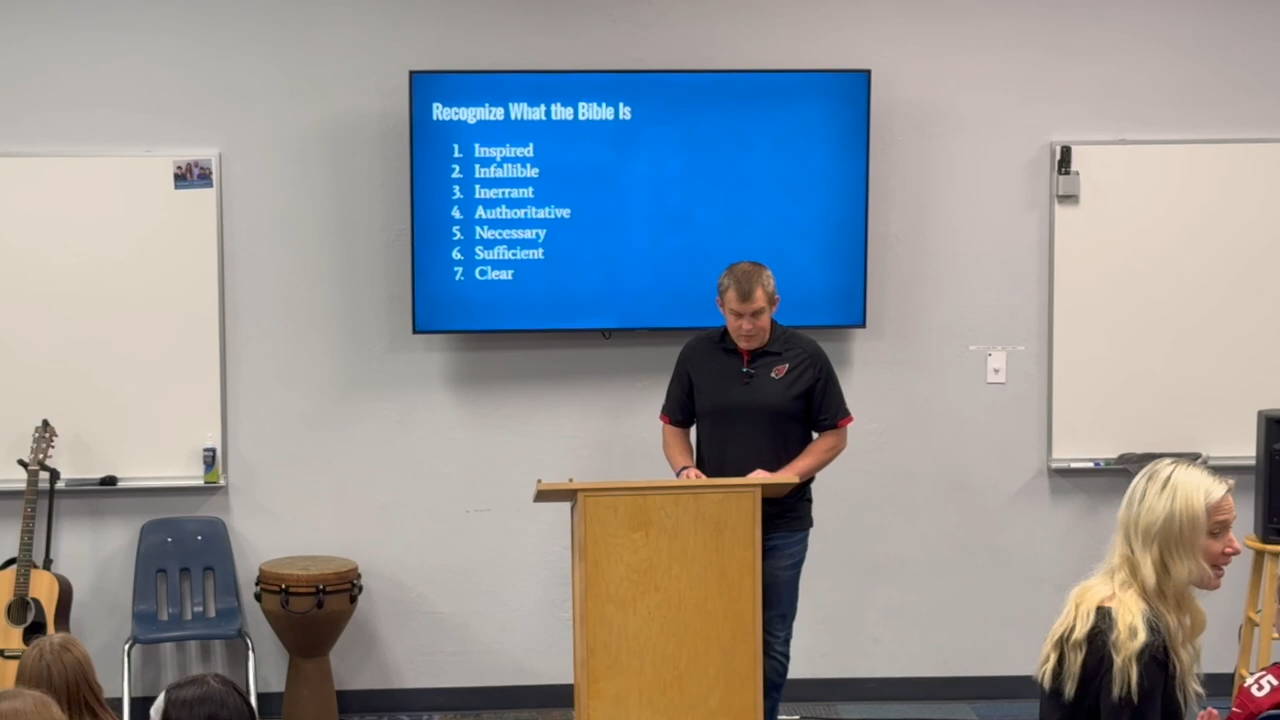 Recognize What the Bible Is
1. Inspired
2. Infallible
3. Inerrant
4. Authoritative
5. Necessary
6. Sufficient
7. Clear
45